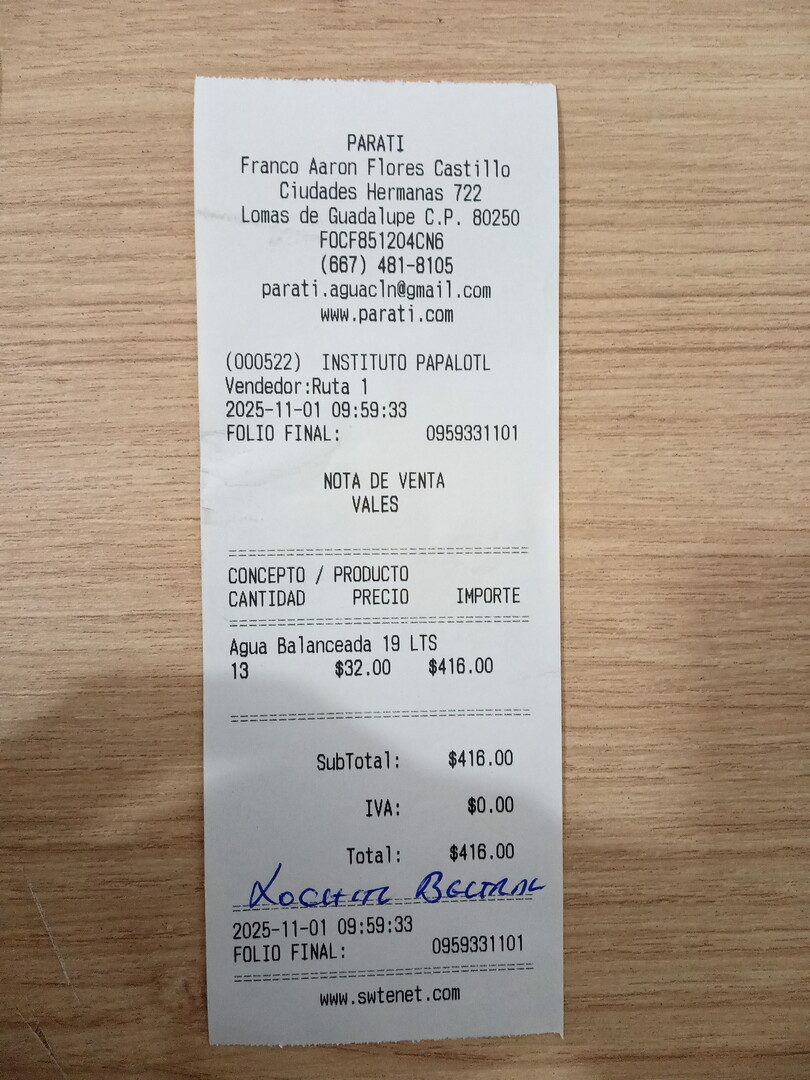 PARATI
Franco Aaron Flores Castillo
Ciudades Hermanas 722
Lomas de Guadalupe C.P. 80250
FOCF851204CN6
(667) 481-8105
parati.aguacln@gmail.com
www.parati.com
(000522) INSTITUTO PAPALOTL
Vendedor:Ruta 1
2025-11-01 09:59:33
FOLIO FINAL: 0959331101
NOTA DE VENTA
VALES
CONCEPTO / PRODUCTO
CANTIDAD PRECIO IMPORTE
Agua Balanceada 19 LTS
13 $32.00 $416.00
SubTotal: $416.00
IVA: $0.00
Total: $416.00
Xochitl Beltran
2025-11-01 09:59:33
FOLIO FINAL: 0959331101
www.swtenet.com